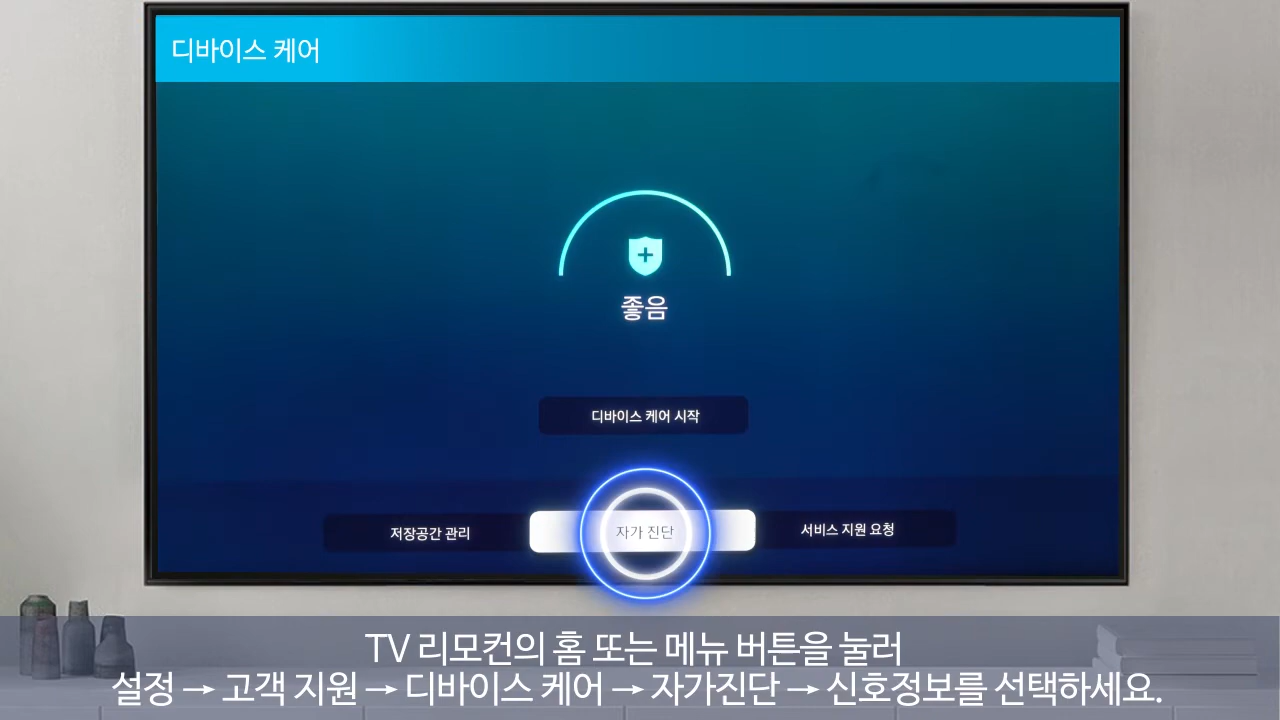 디바이스 케어
좋음
디바이스 케어 시작
저장공간 관리
자가 진단
서비스 지원 요청
TV 리모컨의 홈 또는 메뉴 버튼을 눌러
설정 → 고객 지원 → 디바이스 케어 → 자가진단 → 신호정보를 선택하세요.